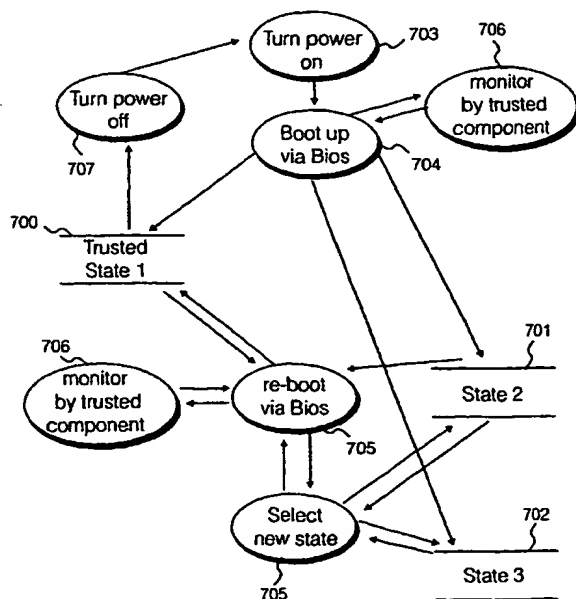 Turn power
on
703
706
monitor
by trusted
component
Turn power
off
707
Boot up
via Bios
704
700
Trusted
State 1
706
monitor
by trusted
component
re-boot
via Bios
705
701
State 2
Select
new state
705
702
State 3